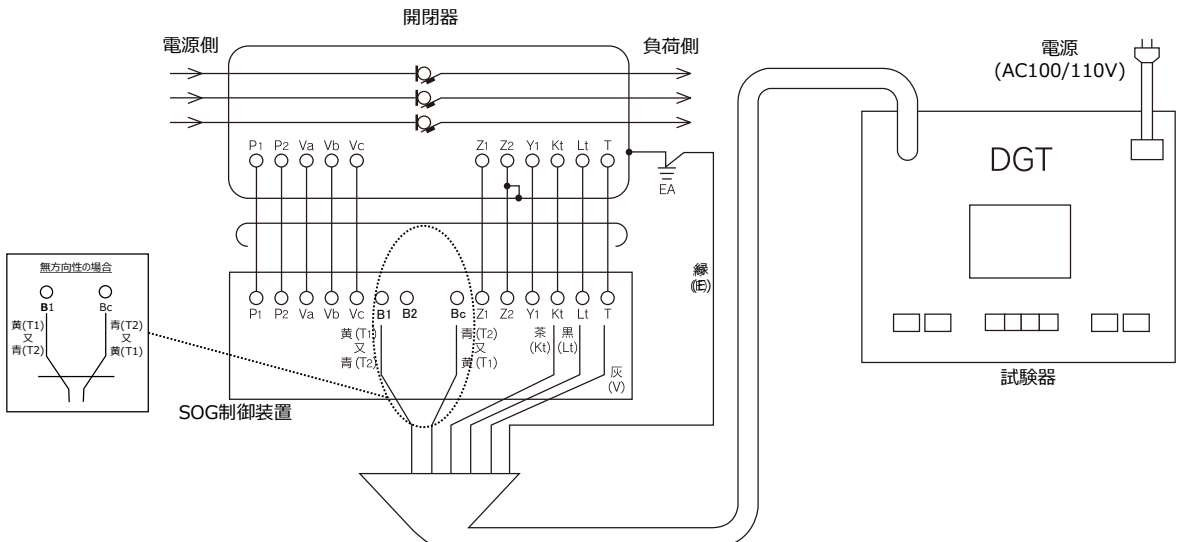 開閉器
電源側
負荷側
P1 P2 Va Vb Vc Z1 Z2 Y1 Kt Lt T
EA
緑
(E)
電源
(AC100/110V)
DGT
試験器
無方向性の場合
B1 Bc
黄(T1)
又
青(T2)
青(T2)
又
黄(T1)
P1 P2 Va Vb Vc B1 B2 Bc Z1 Z2 Y1 Kt Lt T
黄(T1)
又
青(T2)
青(T2)
又
黄(T1)
茶
(Kt)
黒
(Lt)
灰
(V)
SOG制御装置